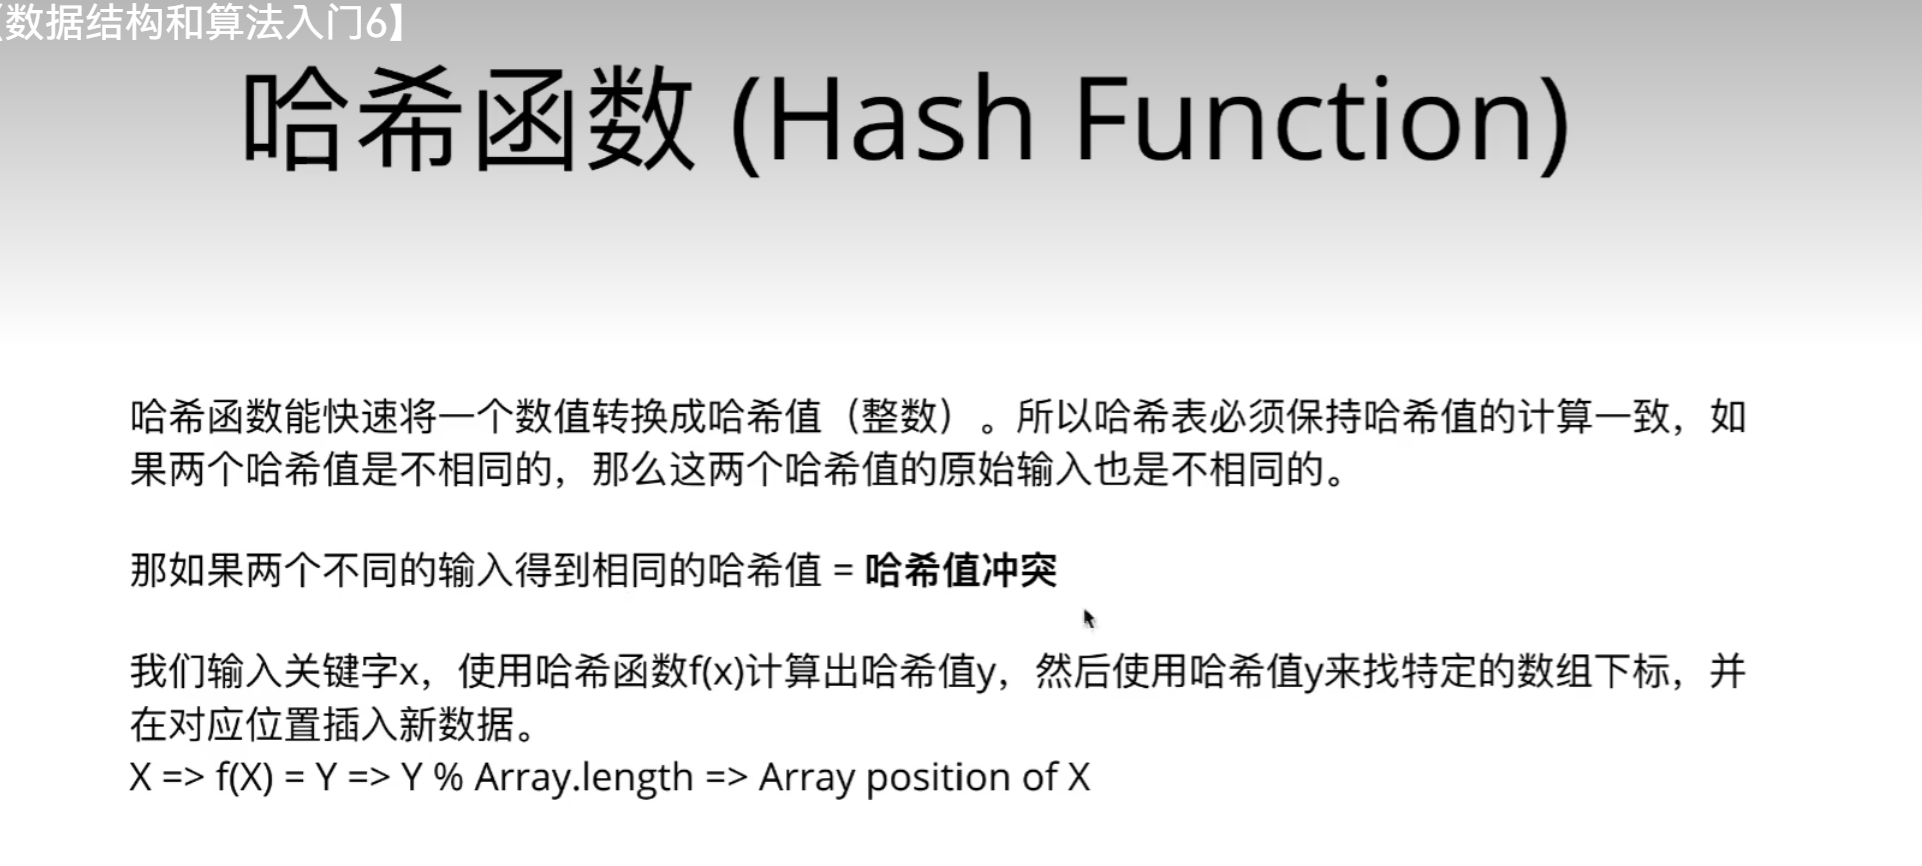 【数据结构和算法入门6】
哈希函数 (Hash Function)
哈希函数能快速将一个数值转换成哈希值（整数）。所以哈希表必须保持哈希值的计算一致，如
果两个哈希值是不相同的，那么这两个哈希值的原始输入也是不相同的。
那如果两个不同的输入得到相同的哈希值 = 哈希值冲突
我们输入关键字x，使用哈希函数f(x)计算出哈希值y，然后使用哈希值y来找特定的数组下标，并
在对应位置插入新数据。
X => f(X) = Y => Y % Array.length => Array position of X